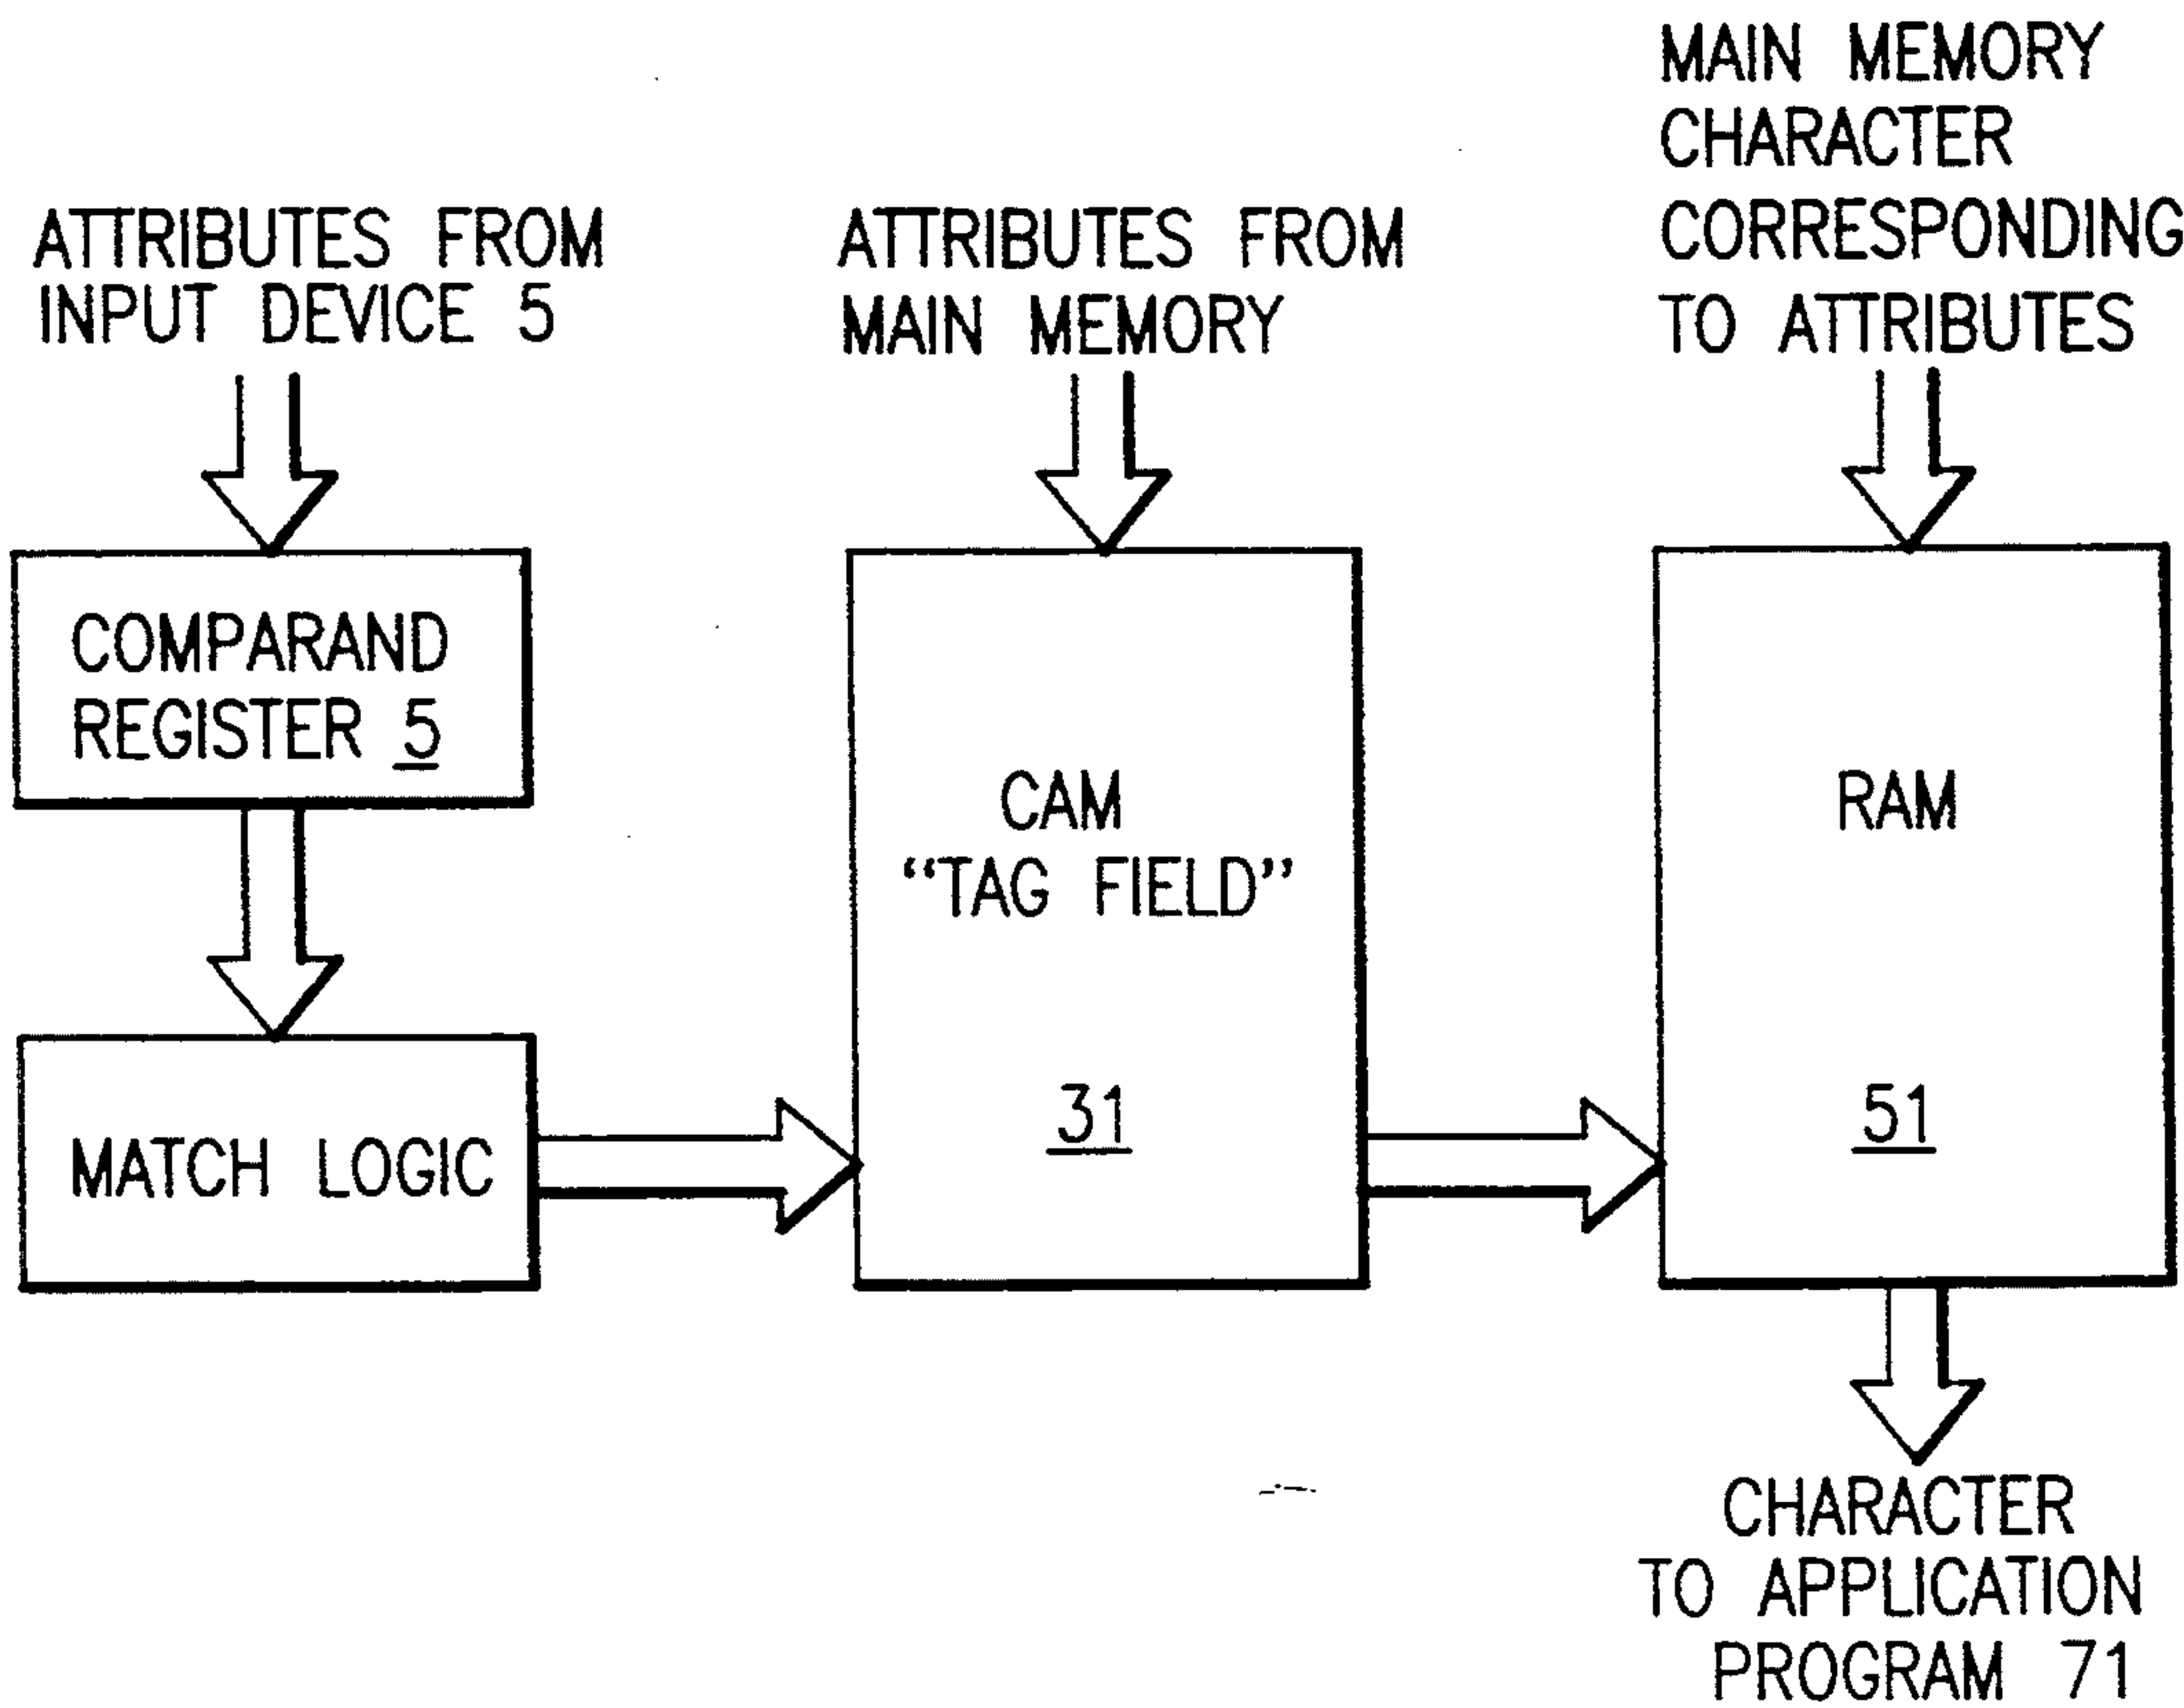 ATTRIBUTES FROM
INPUT DEVICE 5
ATTRIBUTES FROM
MAIN MEMORY
MAIN MEMORY
CHARACTER
CORRESPONDING
TO ATTRIBUTES
COMPARAND
REGISTER 5
MATCH LOGIC
CAM
“TAG FIELD”
31
RAM
51
CHARACTER
TO APPLICATION
PROGRAM 71